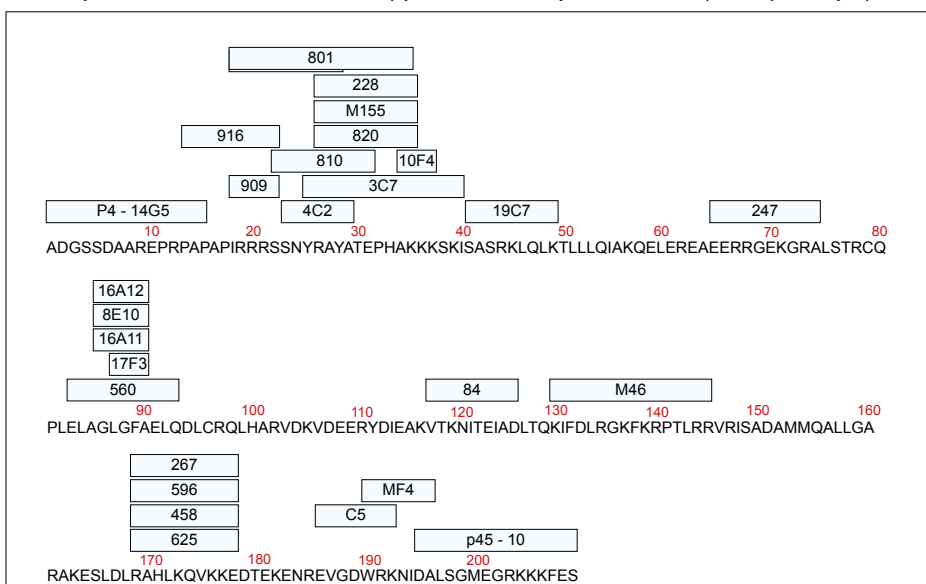 801
228
M155
916 820
810 10F4
909 3C7
P4 - 14G5 4C2 19C7 247
10 20 30 40 50 60 70 80
ADGSSDAAREPRPAPAPIRRRSSNYRAYATEPHAKKKSKISASRKLQLKTLLLQIAKQELEREAEERRGEKGRALSTRCQ
16A12
8E10
16A11
17F3
560 84 M46
90 100 110 120 130 140 150 160
PLELAGLGFAELQDLCRQLHARVDKVDEERYDIEAKVTKNITEIADLTQKIFDLRGKFKRPTLRRVRISADAMMQALLGA
267
596 MF4
458 C5
625 p45 - 10
170 180 190 200
RAKESLDLRAHLKQVKKEDTEKENREVGDWRKNIDALSGMEGRKKKFES